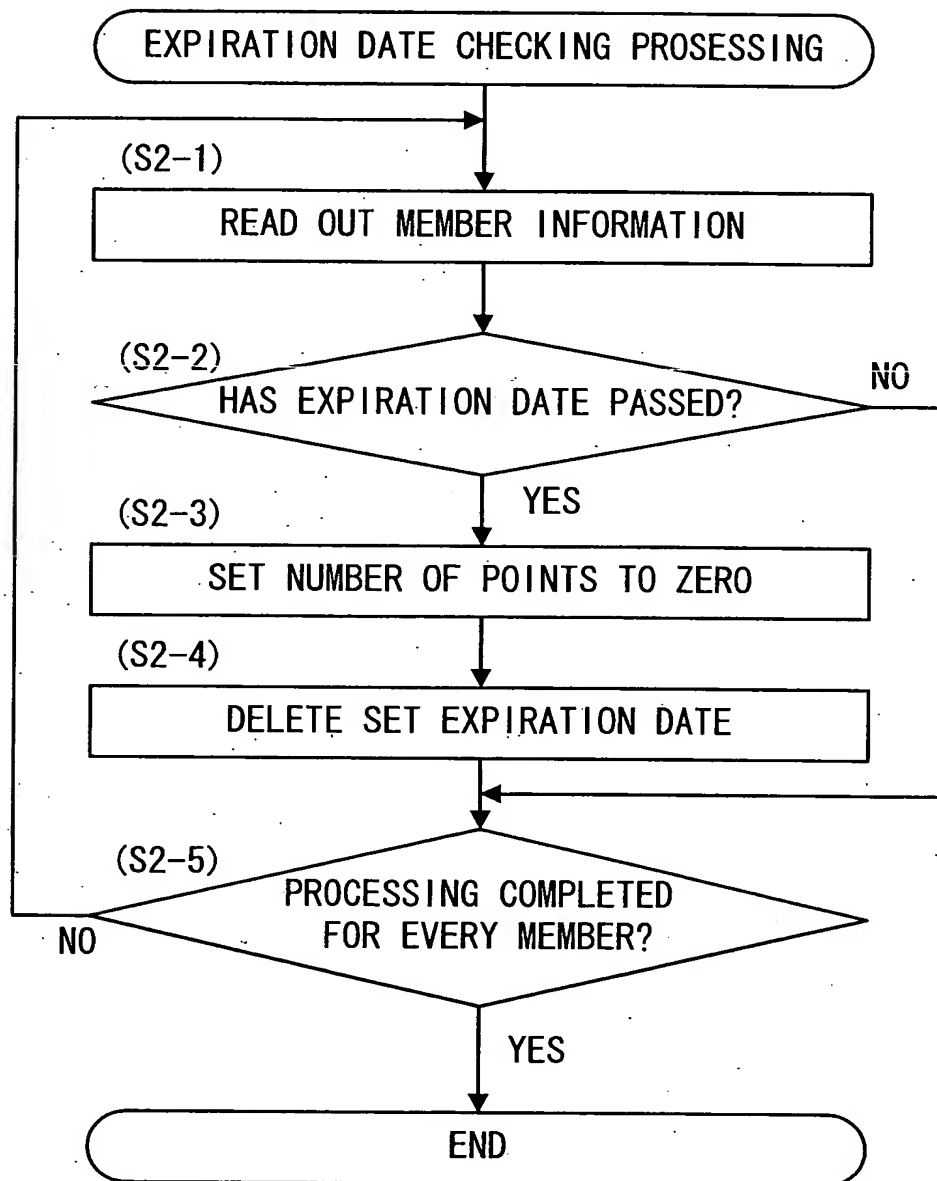 EXPIRATION DATE CHECKING PROSESSING
(S2-1)
READ OUT MEMBER INFORMATION
(S2-2)
HAS EXPIRATION DATE PASSED?
NO
YES
(S2-3)
SET NUMBER OF POINTS TO ZERO
(S2-4)
DELETE SET EXPIRATION DATE
(S2-5)
PROCESSING COMPLETED
FOR EVERY MEMBER?
NO
YES
END